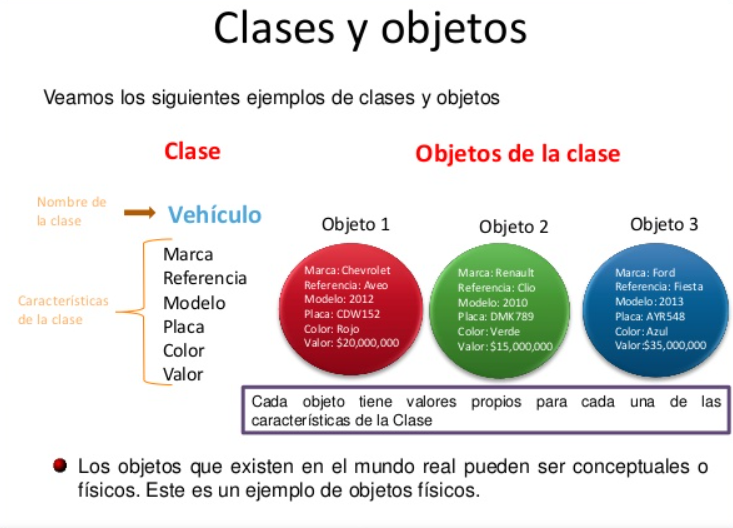 Clases y objetos
Veamos los siguientes ejemplos de clases y objetos
Clase
Objetos de la clase
Nombre de
la clase
Vehículo
Características
de la clase
Marca
Referencia
Modelo
Placa
Color
Valor
Objeto 1
Marca: Chevrolet
Referencia: Aveo
Modelo: 2012
Placa: CDW152
Color: Rojo
Valor: $20,000,000
Objeto 2
Marca: Renault
Referencia: Clio
Modelo: 2010
Placa: DMK789
Color: Verde
Valor: $15,000,000
Objeto 3
Marca: Ford
Referencia: Fiesta
Modelo: 2013
Placa: AYR548
Color: Azul
Valor:$35,000,000
Cada objeto tiene valores propios para cada una de las
características de la Clase
Los objetos que existen en el mundo real pueden ser conceptuales o
físicos. Este es un ejemplo de objetos físicos.